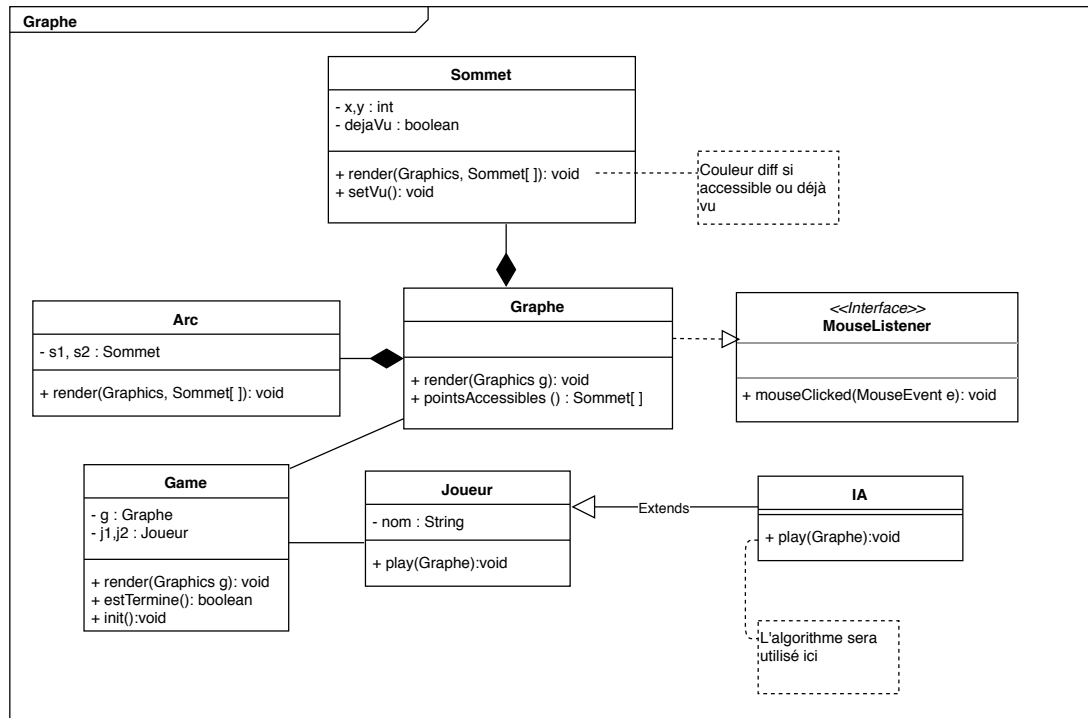 Graphe
Sommet
- x,y : int
- dejaVu : boolean
+ render(Graphics, Sommet[ ]): void
+ setVu(): void
Couleur diff si
accessible ou déjà
vu
Arc
- s1, s2 : Sommet
+ render(Graphics, Sommet[ ]): void
Graphe
+ render(Graphics g): void
+ pointsAccessibles () : Sommet[ ]
<<Interface>>
MouseListener
+ mouseClicked(MouseEvent e): void
Game
- g : Graphe
- j1,j2 : Joueur
+ render(Graphics g): void
+ estTermine(): boolean
+ init():void
Joueur
- nom : String
+ play(Graphe):void
Extends
IA
+ play(Graphe):void
L'algorithme sera
utilisé ici